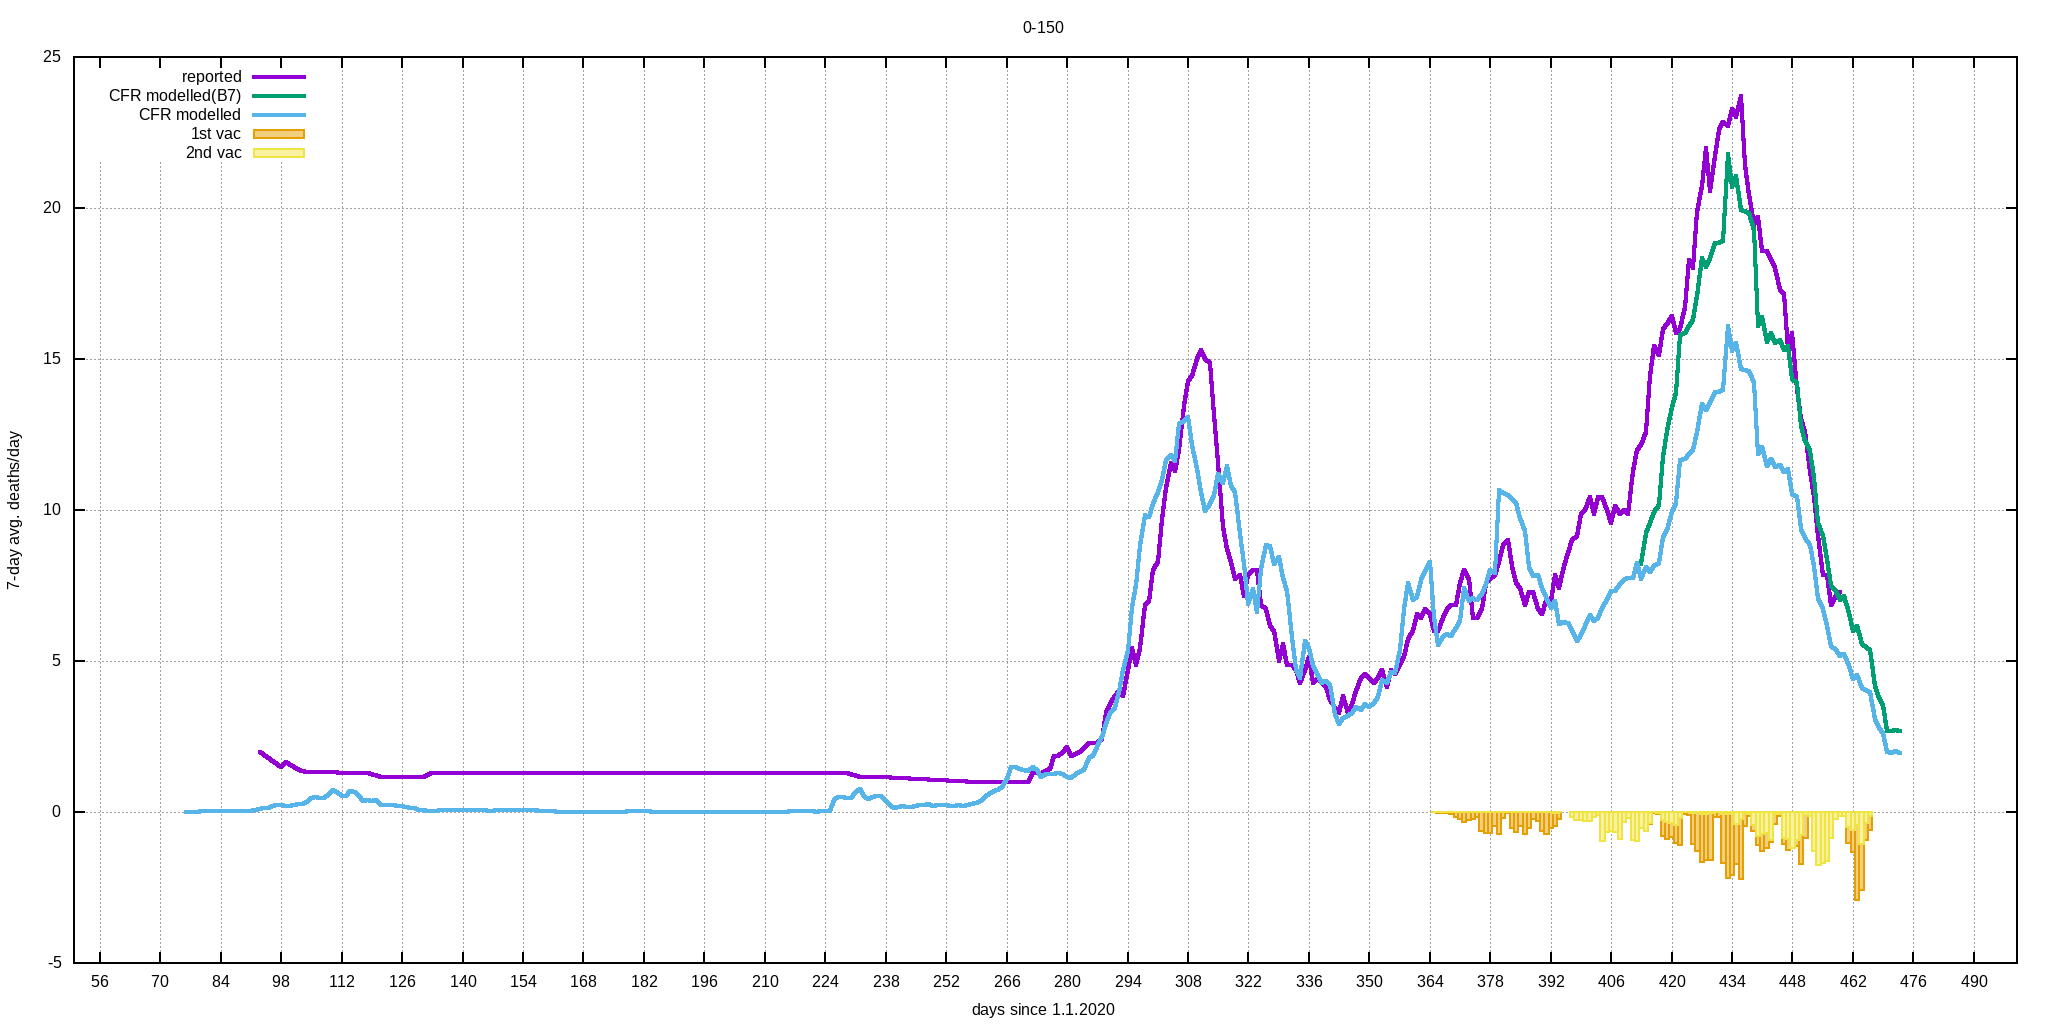 0-150
25
20
15
10
5
0
-5
7-day avg. deaths/day
reported
CFR modelled(B7)
CFR modelled
1st vac
2nd vac
56 70 84 98 112 126 140 154 168 182 196 210 224 238 252 266 280 294 308 322 336 350 364 378 392 406 420 434 448 462 476 490
days since 1.1.2020